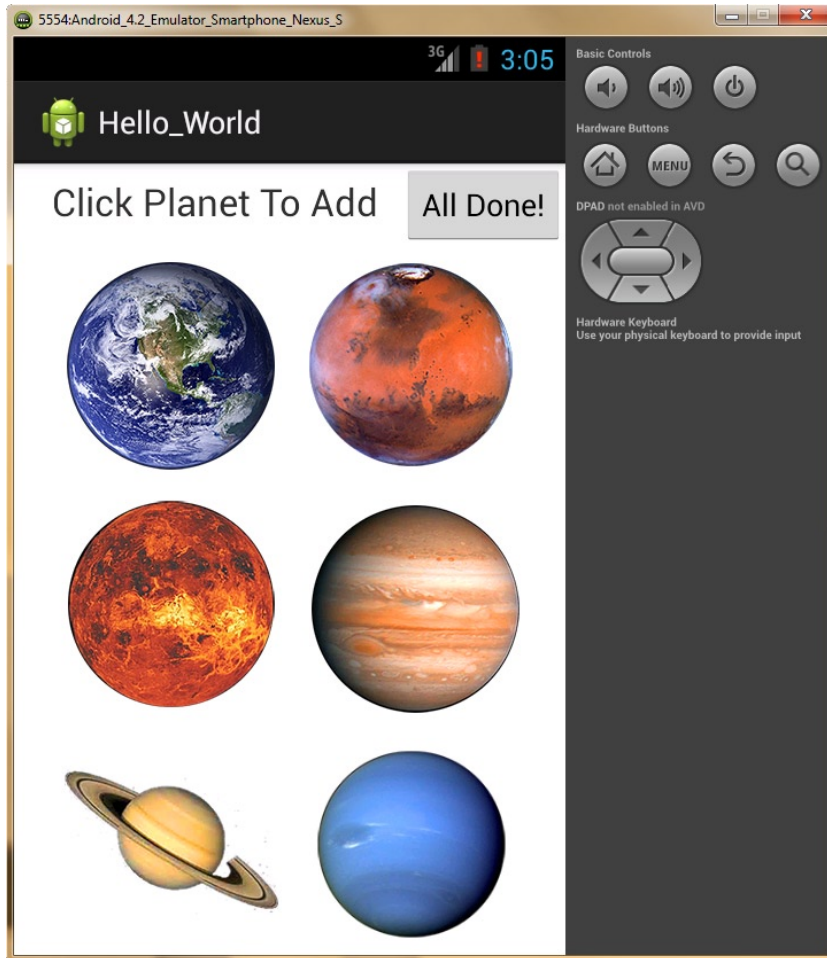 5554:Android_4.2_Emulator_Smartphone_Nexus_S
3G 3:05
Hello_World
Click Planet To Add
All Done!
Basic Controls
Hardware Buttons
MENU
DPAD not enabled in AVD
Hardware Keyboard
Use your physical keyboard to provide input